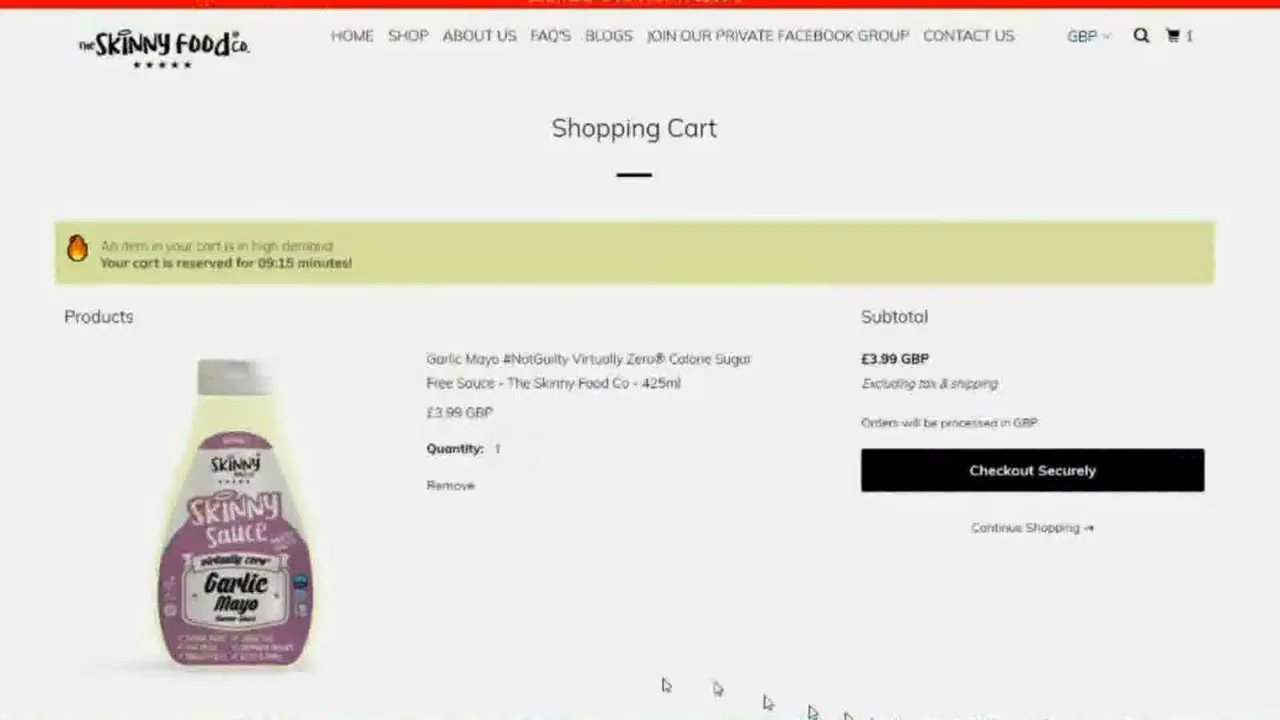 THE SKINNY FOOD CO.
HOME SHOP ABOUT US FAQ'S BLOGS JOIN OUR PRIVATE FACEBOOK GROUP CONTACT US
GBP
1
Shopping Cart
An item in your cart is in high demand
Your cart is reserved for 09:15 minutes!
Products
Subtotal
Garlic Mayo #NotGuilty Virtually Zero® Calorie Sugar
Free Sauce - The Skinny Food Co - 425ml
£3.99 GBP
Quantity: 1
Remove
£3.99 GBP
Excluding tax & shipping
Orders will be processed in GBP
Checkout Securely
Continue Shopping →
SKINNY
SKINNY
Sauce
virtually zero
Garlic
Mayo